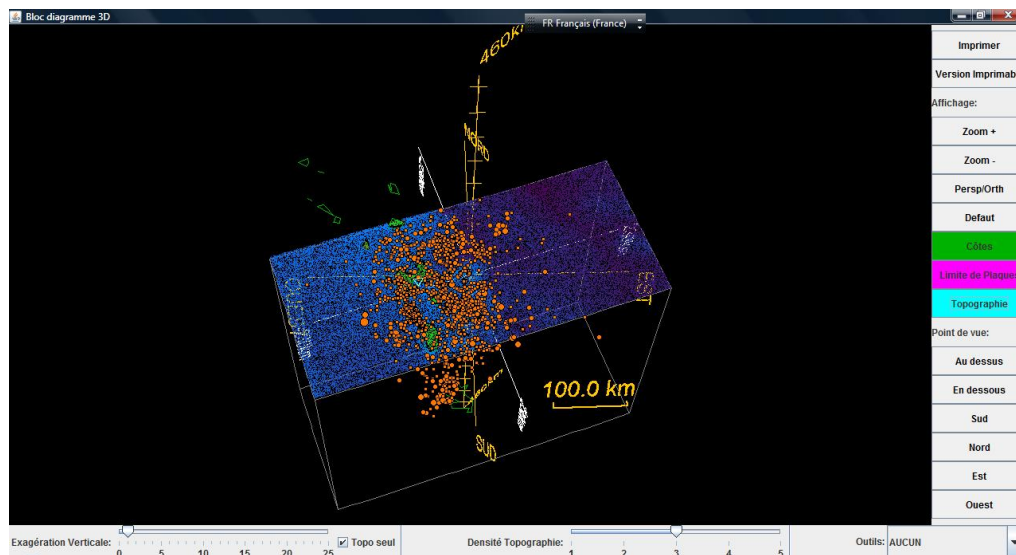 Bloc diagramme 3D
FR Français (France)
Imprimer
Version Imprimab
Affichage:
Zoom +
Zoom -
Persp/Orth
Defaut
Côtes
Limite de Plaques
Topographie
Point de vue:
Au dessus
En dessous
Sud
Nord
Est
Ouest
460k
100.0 km
SUD
Exagération Verticale:
0 5 10 15 20 25
Topo seul
Densité Topographie:
1 2 3 4 5
Outils: AUCUN